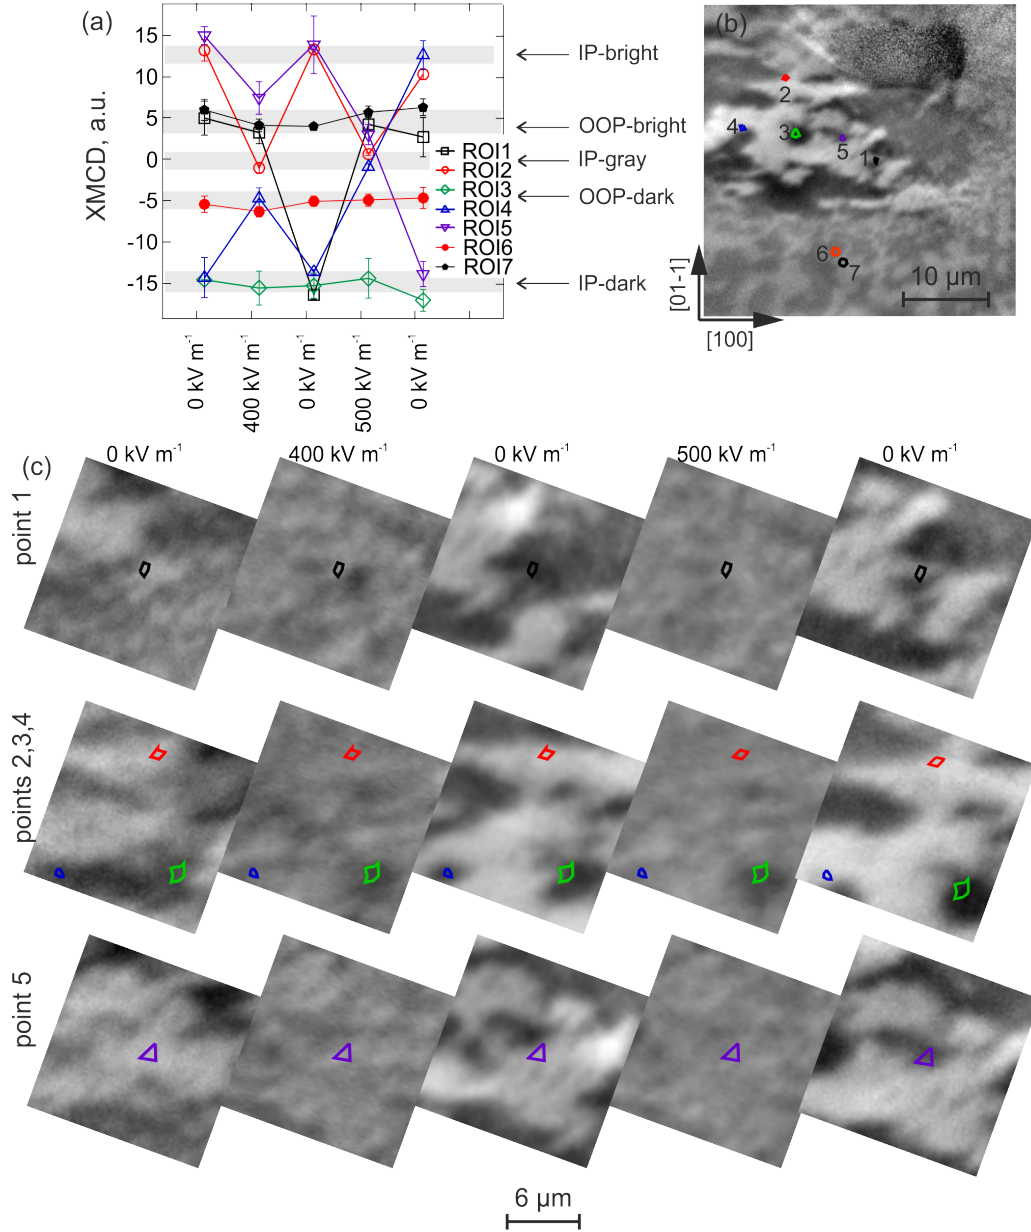 (a)
XMCD, a.u.
15
10
5
0
-5
-10
-15
ROI1
ROI2
ROI3
ROI4
ROI5
ROI6
ROI7
IP-bright
OOP-bright
IP-gray
OOP-dark
IP-dark
0 kV m⁻¹
400 kV m⁻¹
0 kV m⁻¹
500 kV m⁻¹
0 kV m⁻¹
(b)
2
4
3
5
1
6
7
10 µm
[01-1]
[100]
(c)
0 kV m⁻¹
400 kV m⁻¹
0 kV m⁻¹
500 kV m⁻¹
0 kV m⁻¹
point 1
points 2,3,4
point 5
6 µm